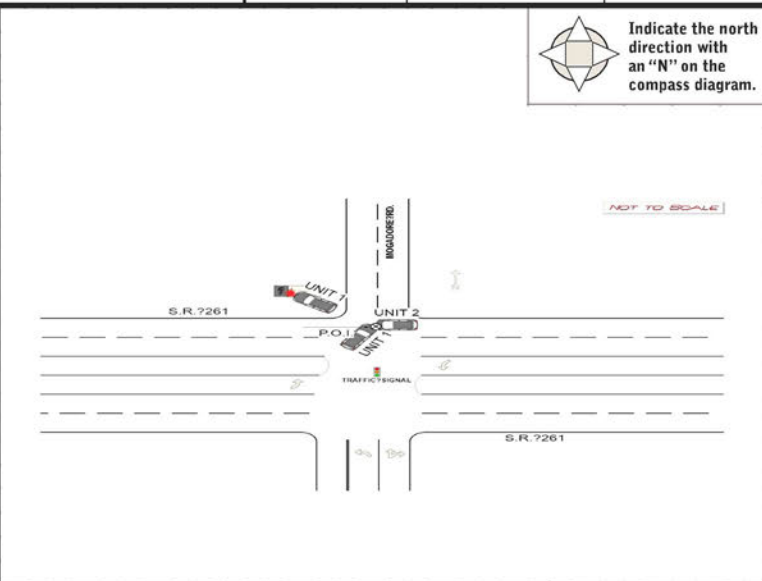 Indicate the north
direction with
an “N” on the
compass diagram.
NOT TO SCALE
MOGADORE?RD.
UNIT 1
S.R.?261
UNIT 2
P.O.I.
UNIT 1
TRAFFIC?SIGNAL
S.R.?261